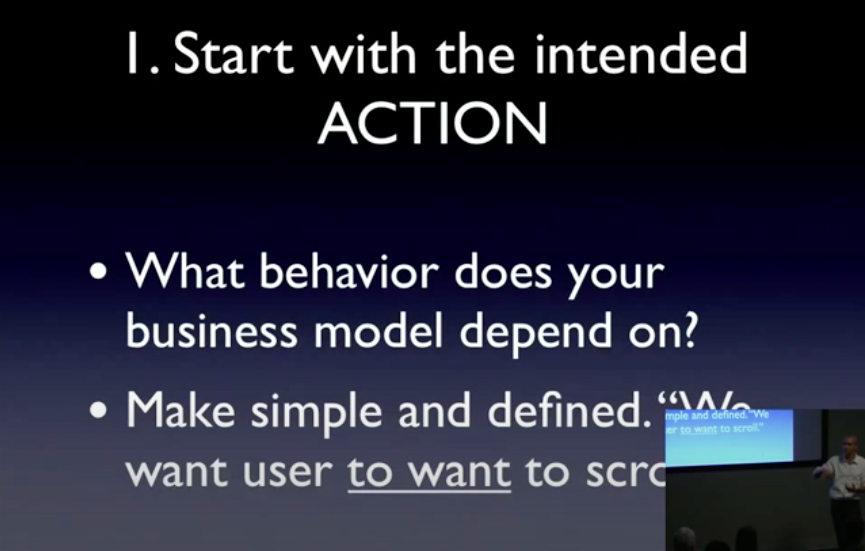 1. Start with the intended
ACTION
• What behavior does your
business model depend on?
• Make simple and defined. “We
want user to want to scro
mple and defined. “We
er to want to scroll.”